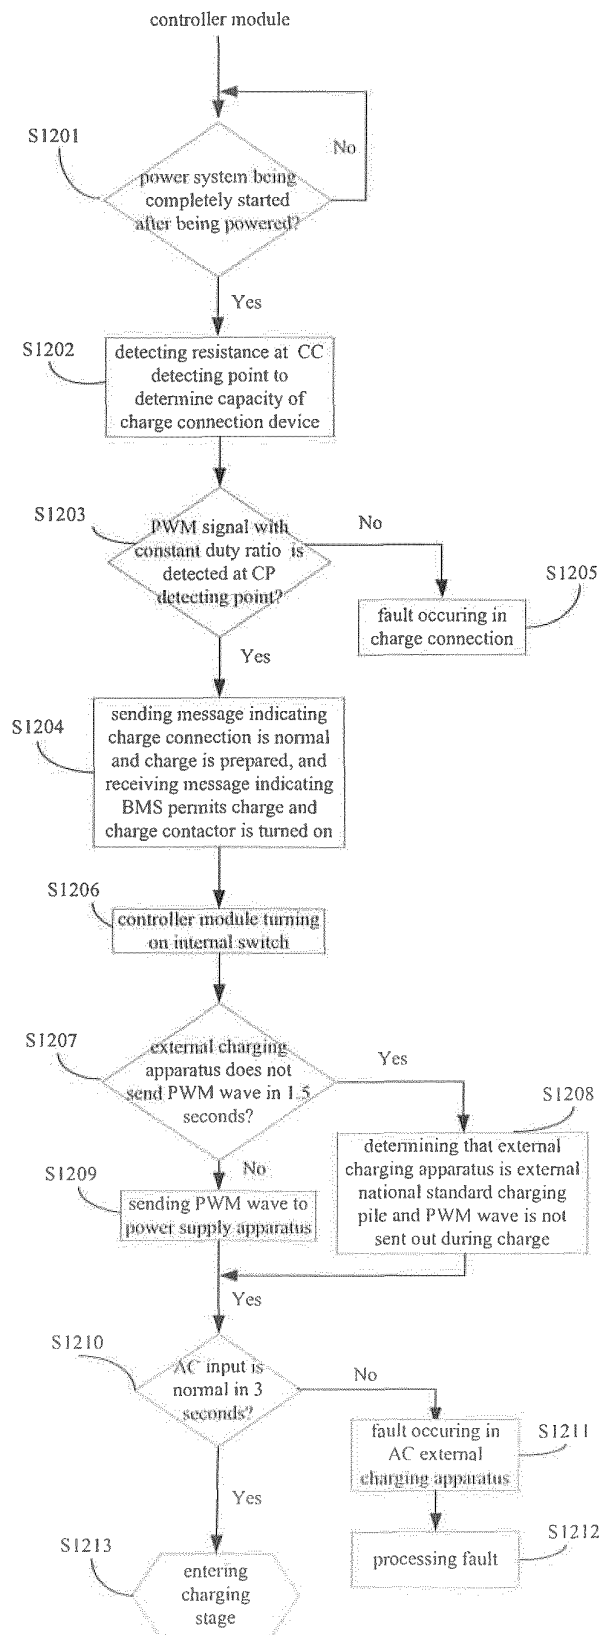 controller module
S1201
No
power system being
completely started
after being powered?
Yes
S1202
detecting resistance at CC
detecting point to
determine capacity of
charge connection device
S1203
PWM signal with
constant duty ratio is
detected at CP
detecting point?
No
S1205
fault occuring in
charge connection
Yes
S1204
sending message indicating
charge connection is normal
and charge is prepared, and
receiving message indicating
BMS permits charge and
charge contactor is turned on
S1206
controller module turning
on internal switch
S1207
external charging
apparatus does not
send PWM wave in 1.5
seconds?
Yes
S1208
determining that external
charging apparatus is external
national standard charging
pile and PWM wave is not
sent out during charge
No
S1209
sending PWM wave to
power supply apparatus
Yes
S1210
AC input is
normal in 3
seconds?
No
S1211
fault occuring in
AC external
charging apparatus
Yes
S1212
processing fault
S1213
entering
charging
stage